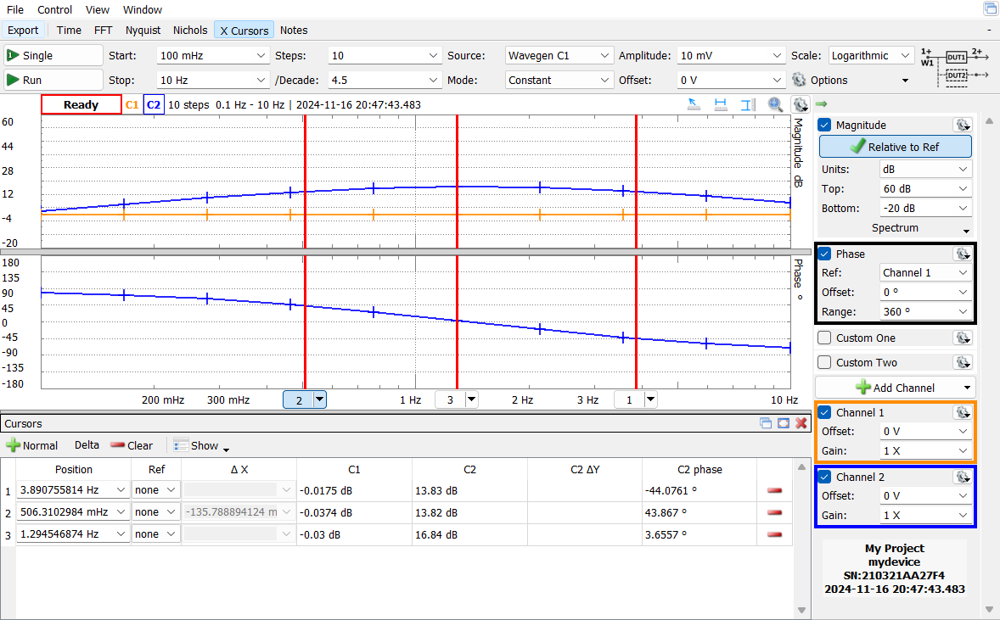 File Control View Window
Export Time FFT Nyquist Nichols X Cursors Notes -
Single Start: 100 mHz Steps: 10 Source: Wavegen C1 Amplitude: 10 mV Scale: Logarithmic 1+ W1 DUT1 2+
Run Stop: 10 Hz /Decade: 4.5 Mode: Constant Offset: 0 V Options DUT2
Ready C1 C2 10 steps 0.1 Hz - 10 Hz | 2024-11-16 20:47:43.483
60
44
28
12
-4
-20
Magnitude dB
180
135
90
45
0
-45
-90
-135
-180
Phase °
200 mHz 300 mHz 2 1 Hz 3 2 Hz 3 Hz 1 10 Hz
Magnitude
Relative to Ref
Units: dB
Top: 60 dB
Bottom: -20 dB
Spectrum
Phase
Ref: Channel 1
Offset: 0 °
Range: 360 °
Custom One
Custom Two
Add Channel
Channel 1
Offset: 0 V
Gain: 1 X
Channel 2
Offset: 0 V
Gain: 1 X
My Project
mydevice
SN:210321AA27F4
2024-11-16 20:47:43.483
Cursors
Normal Delta Clear Show
Position Ref Δ X C1 C2 C2 ΔY C2 phase
1 3.890755814 Hz none -0.0175 dB 13.83 dB -44.0761 °
2 506.3102984 mHz none -135.788894124 m -0.0374 dB 13.82 dB 43.867 °
3 1.294546874 Hz none -0.03 dB 16.84 dB 3.6557 °